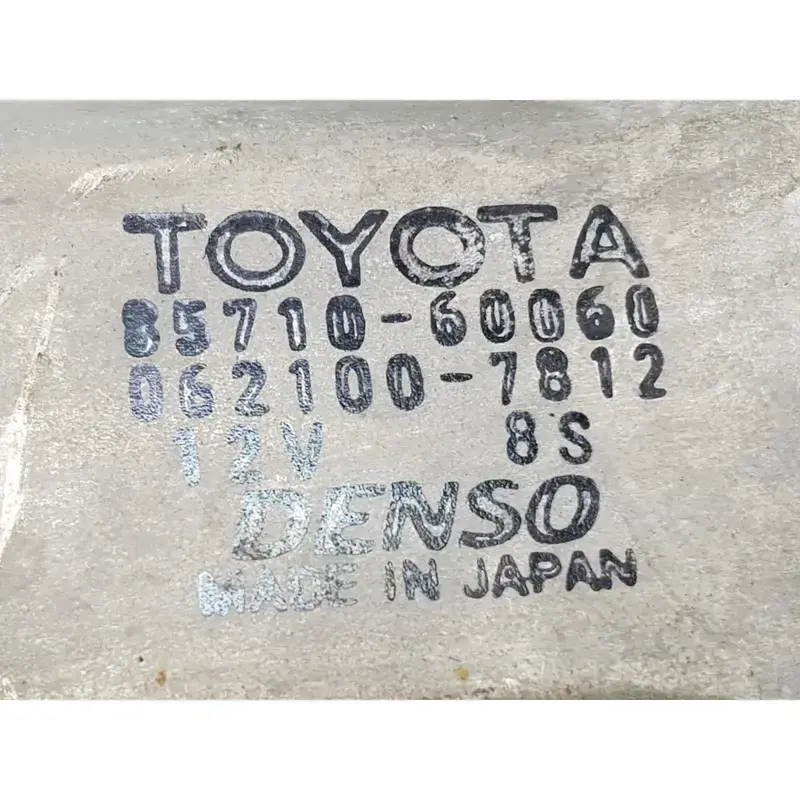 TOYOTA
85710-60060
062100-7812
12V 8S
DENSO
MADE IN JAPAN